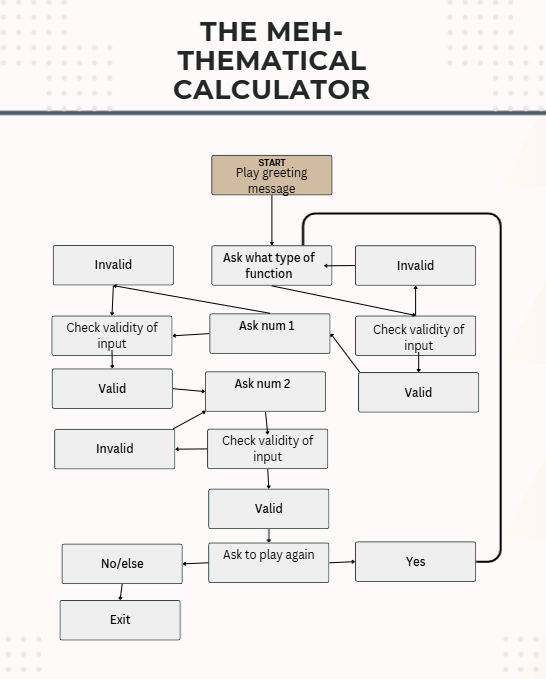 THE MEH-
THEMATICAL
CALCULATOR
START
Play greeting
message
Invalid
Ask what type of
function
Invalid
Check validity of
input
Ask num 1
Check validity of
input
Valid
Ask num 2
Valid
Invalid
Check validity of
input
Valid
No/else
Ask to play again
Yes
Exit